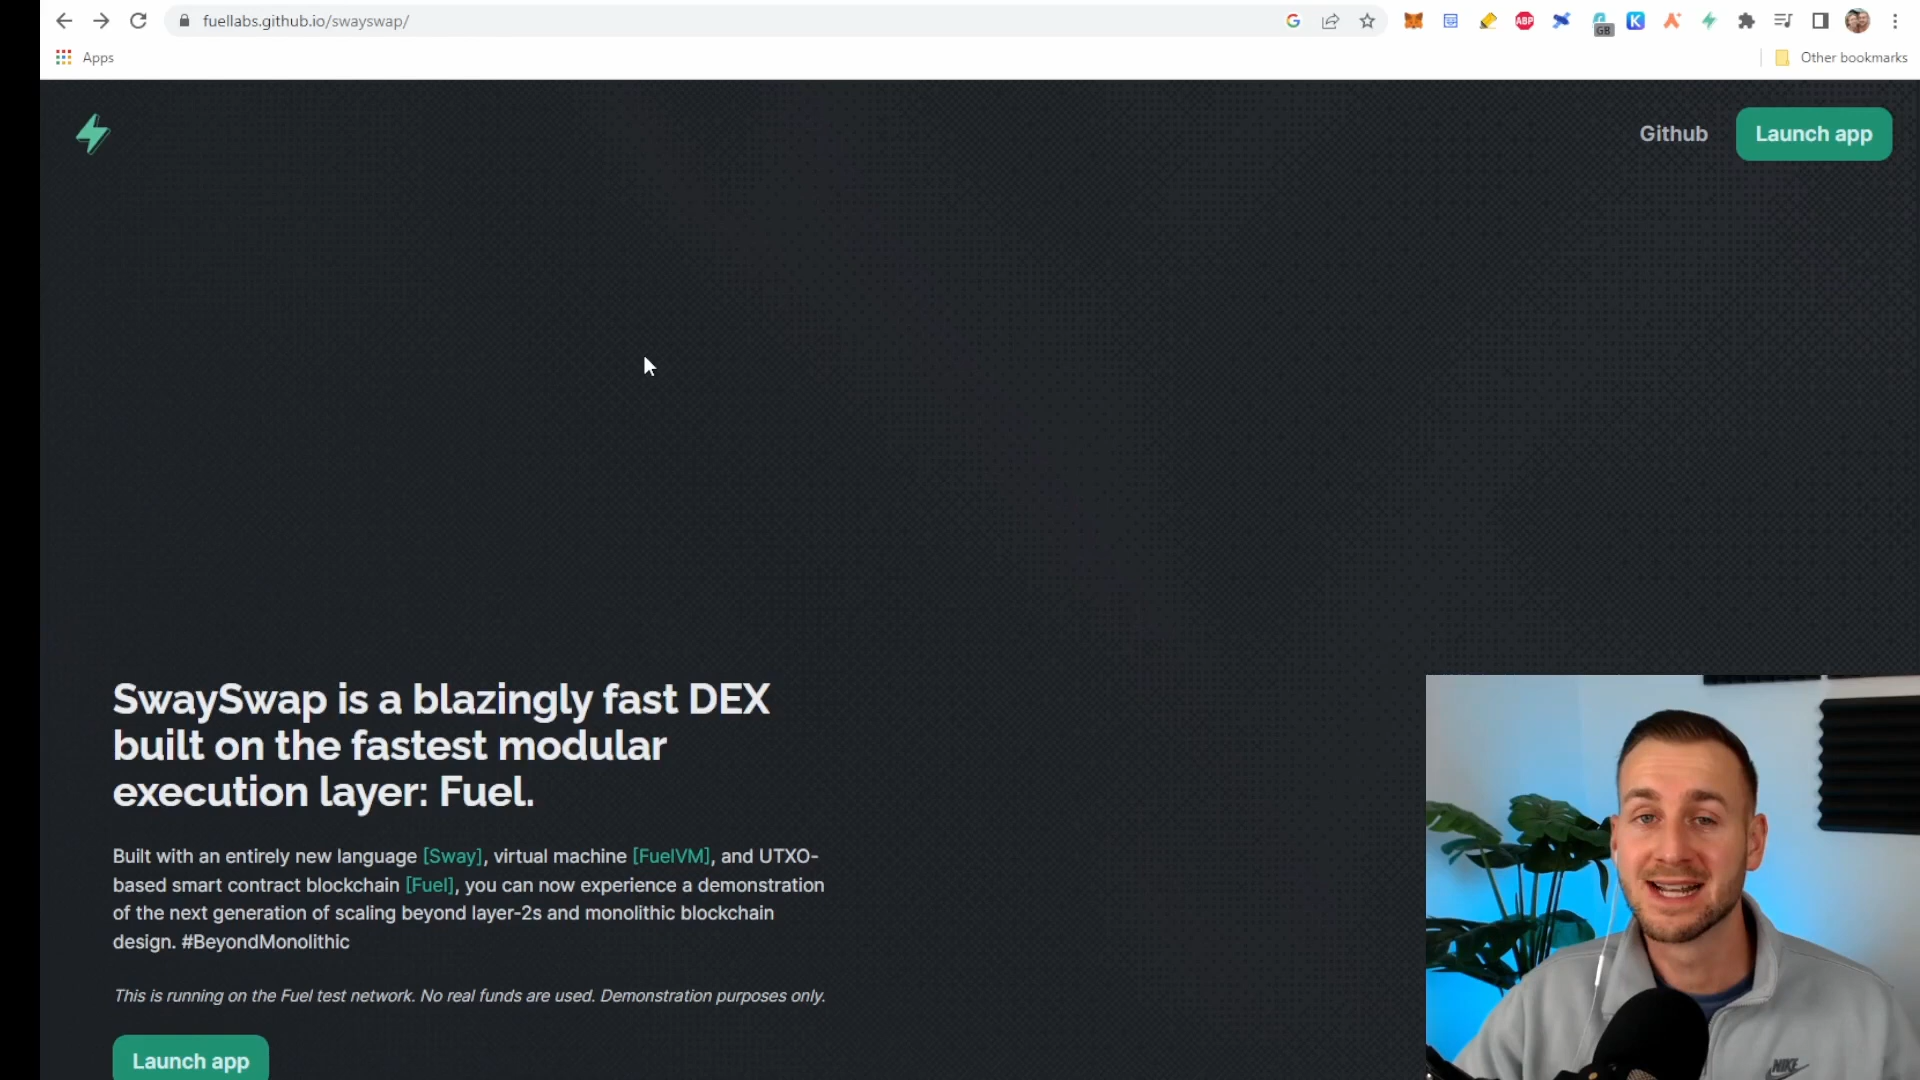 fuellabs.github.io/swayswap/
ABP
GB
K
Apps
Other bookmarks
Github
Launch app
SwaySwap is a blazingly fast DEX
built on the fastest modular
execution layer: Fuel.
Built with an entirely new language [Sway], virtual machine [FuelVM], and UTXO-
based smart contract blockchain [Fuel], you can now experience a demonstration
of the next generation of scaling beyond layer-2s and monolithic blockchain
design. #BeyondMonolithic
This is running on the Fuel test network. No real funds are used. Demonstration purposes only.
Launch app
NIKE